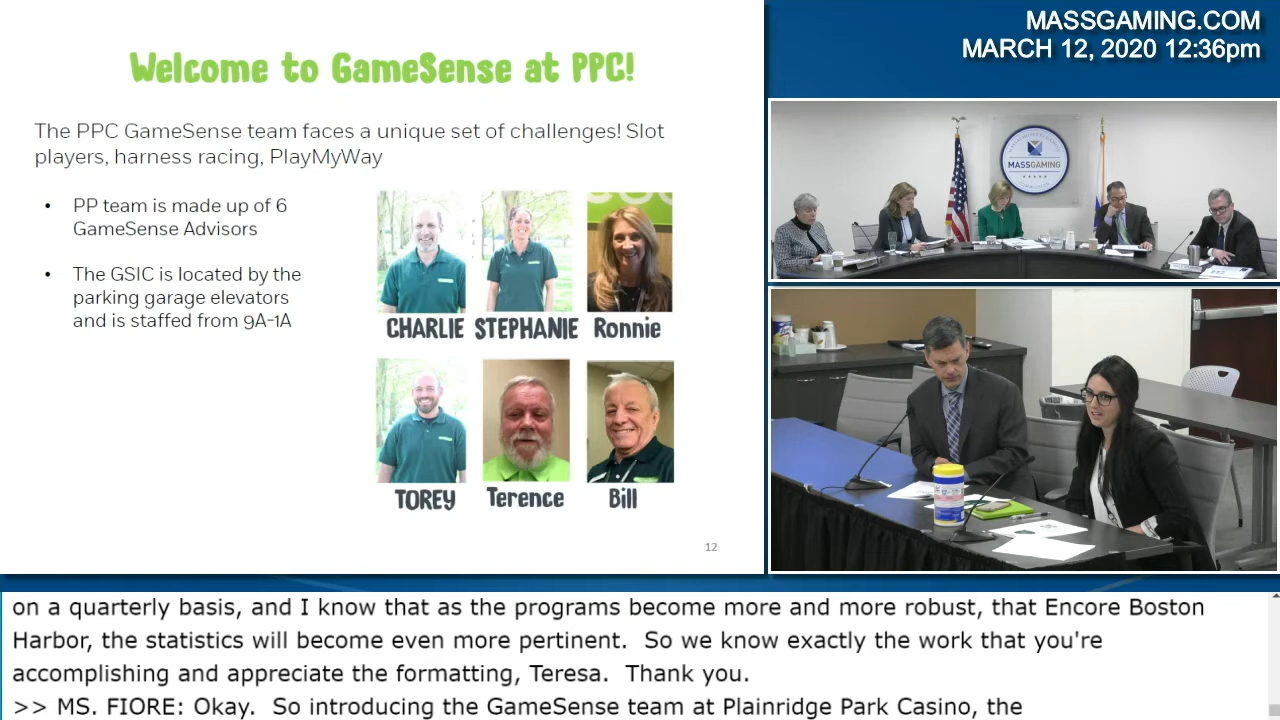 MASSGAMING.COM
MARCH 12, 2020 12:36pm
Welcome to GameSense at PPC!
The PPC GameSense team faces a unique set of challenges! Slot
players, harness racing, PlayMyWay
• PP team is made up of 6
GameSense Advisors
• The GSIC is located by the
parking garage elevators
and is staffed from 9A-1A
CHARLIE STEPHANIE Ronnie
TOREY Terence Bill
12
MASSGAMING
on a quarterly basis, and I know that as the programs become more and more robust, that Encore Boston
Harbor, the statistics will become even more pertinent.  So we know exactly the work that you're
accomplishing and appreciate the formatting, Teresa.  Thank you.
>> MS. FIORE: Okay.  So introducing the GameSense team at Plainridge Park Casino, the